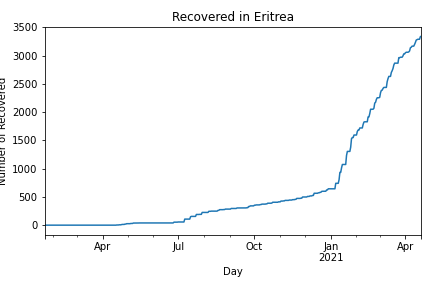 Recovered in Eritrea
3500
3000
2500
2000
1500
1000
500
0
Number of Recovered
Apr
Jul
Oct
Jan
2021
Apr
Day